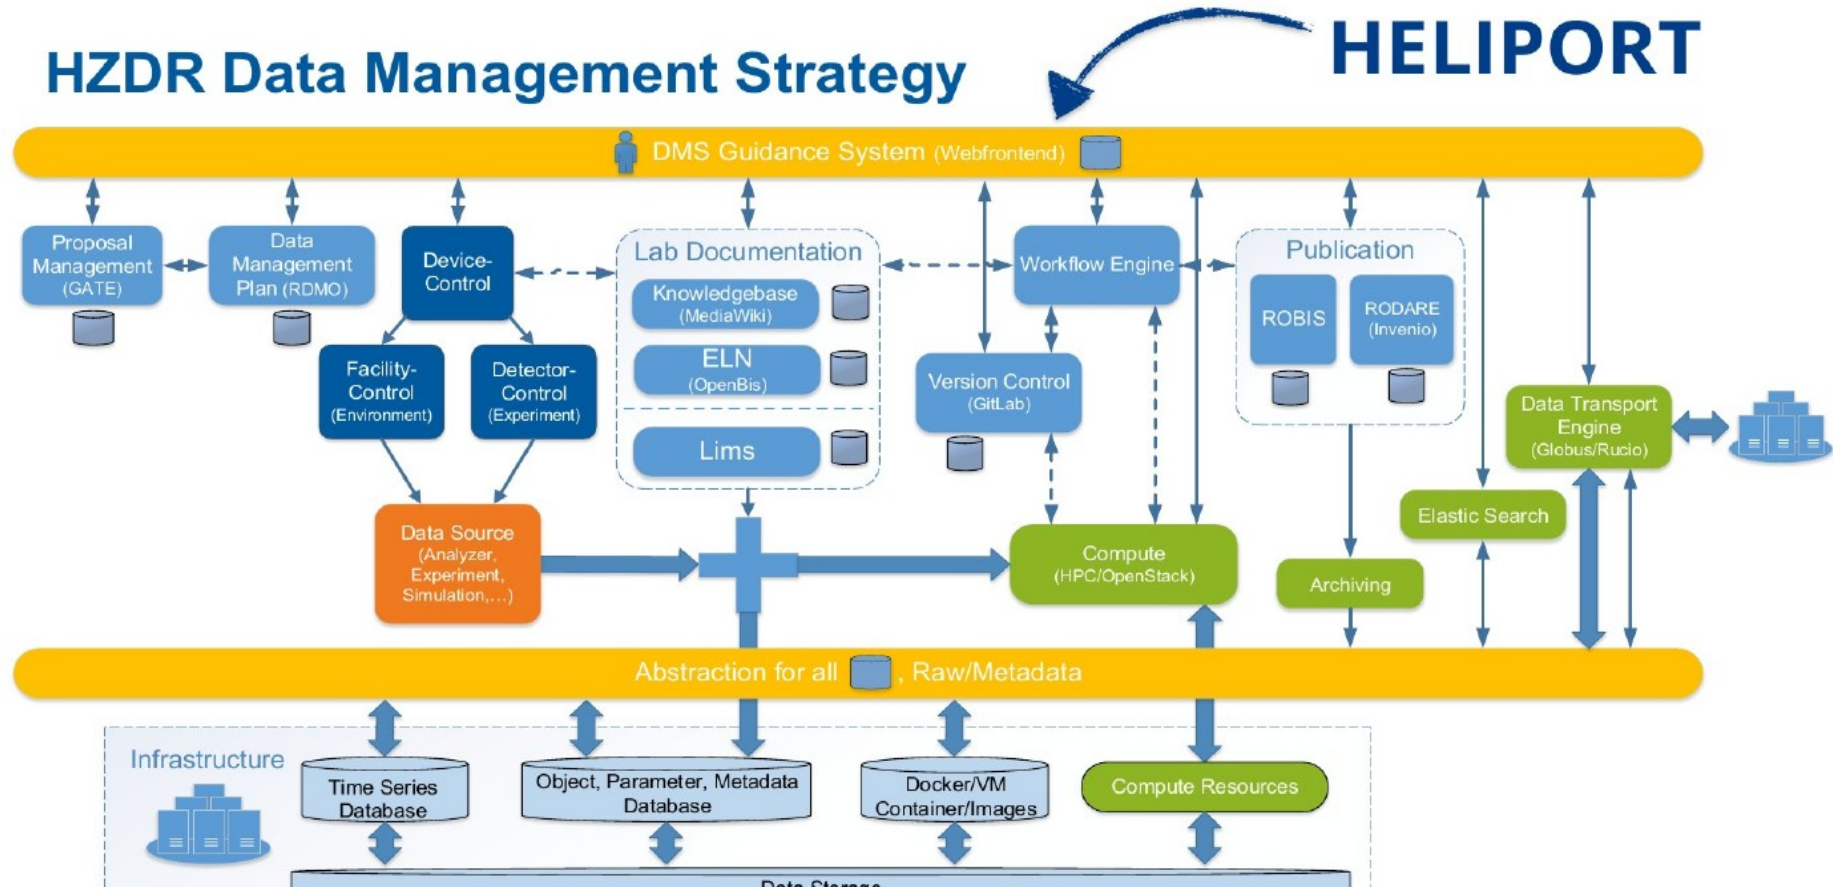 HELIPORT
HZDR Data Management Strategy
DMS Guidance System (Webfrontend)
Proposal
Management
(GATE)
Data
Management
Plan (RDMO)
Device-
Control
Facility-
Control
(Environment)
Detector-
Control
(Experiment)
Lab Documentation
Knowledgebase
(MediaWiki)
ELN
(OpenBis)
Lims
Workflow Engine
Version Control
(GitLab)
Publication
ROBIS
RODARE
(Invenio)
Data Transport
Engine
(Globus/Rucio)
Elastic Search
Data Source
(Analyzer,
Experiment,
Simulation,...)
Compute
(HPC/OpenStack)
Archiving
Abstraction for all , Raw/Metadata
Infrastructure
Time Series
Database
Object, Parameter, Metadata
Database
Docker/VM
Container/Images
Compute Resources
Data Storage